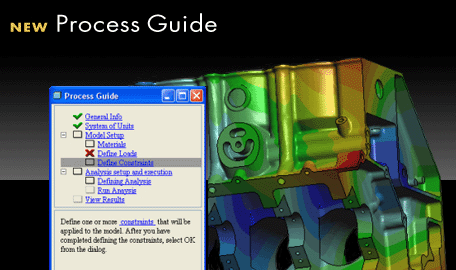 NEW Process Guide
Process Guide
General Info
System of Units
Model Setup
Materials
Define Loads
Define Constraints
Analysis setup and execution
Defining Analysis
Run Anaysis
View Results
Define one or more constraints that will be
applied to the model. After you have
completed defining the constraints, select OK
from the dialog.